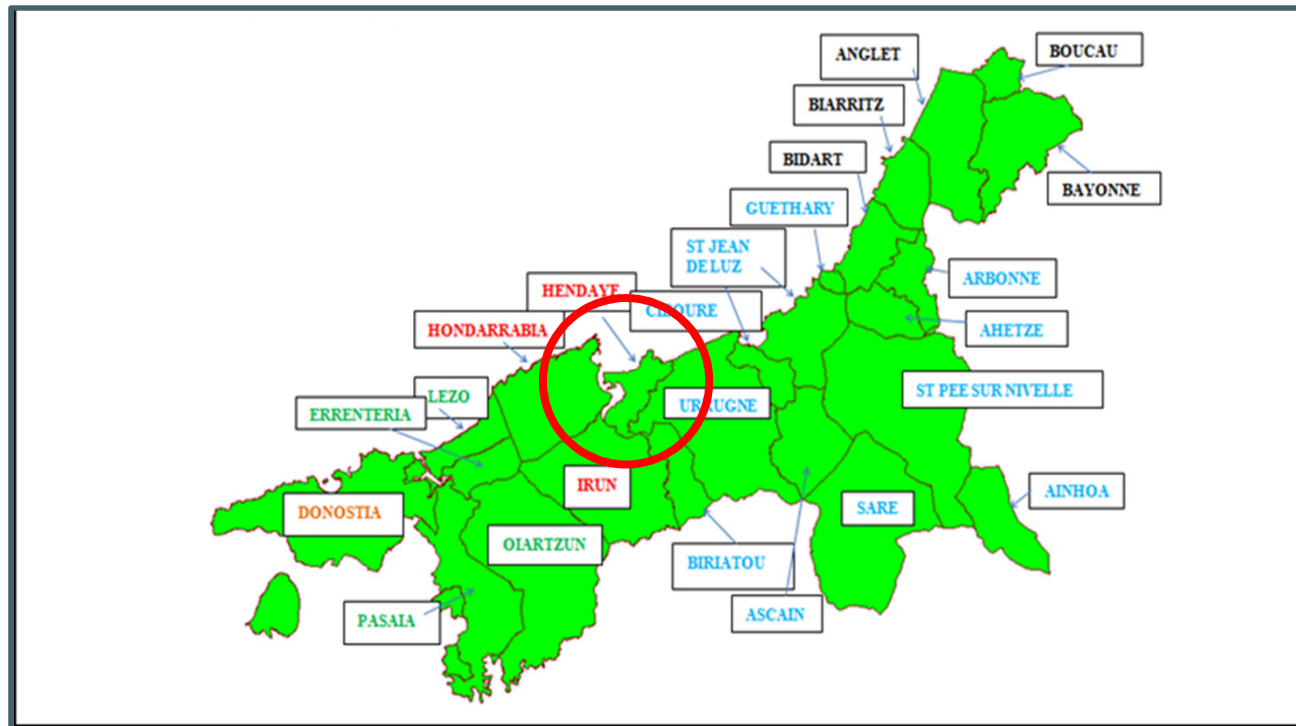 BOUCAU
ANGLET
BIARRITZ
BIDART
BAYONNE
GUETHARY
ST JEAN
DE LUZ
ARBONNE
HENDAYE
CIBOURE
AHETZE
HONDARRABIA
LEZO
ERRENTERIA
URRUGNE
ST PEE SUR NIVELLE
IRUN
AINHOA
DONOSTIA
SARE
OIARTZUN
BIRIATOU
ASCAIN
PASAIA